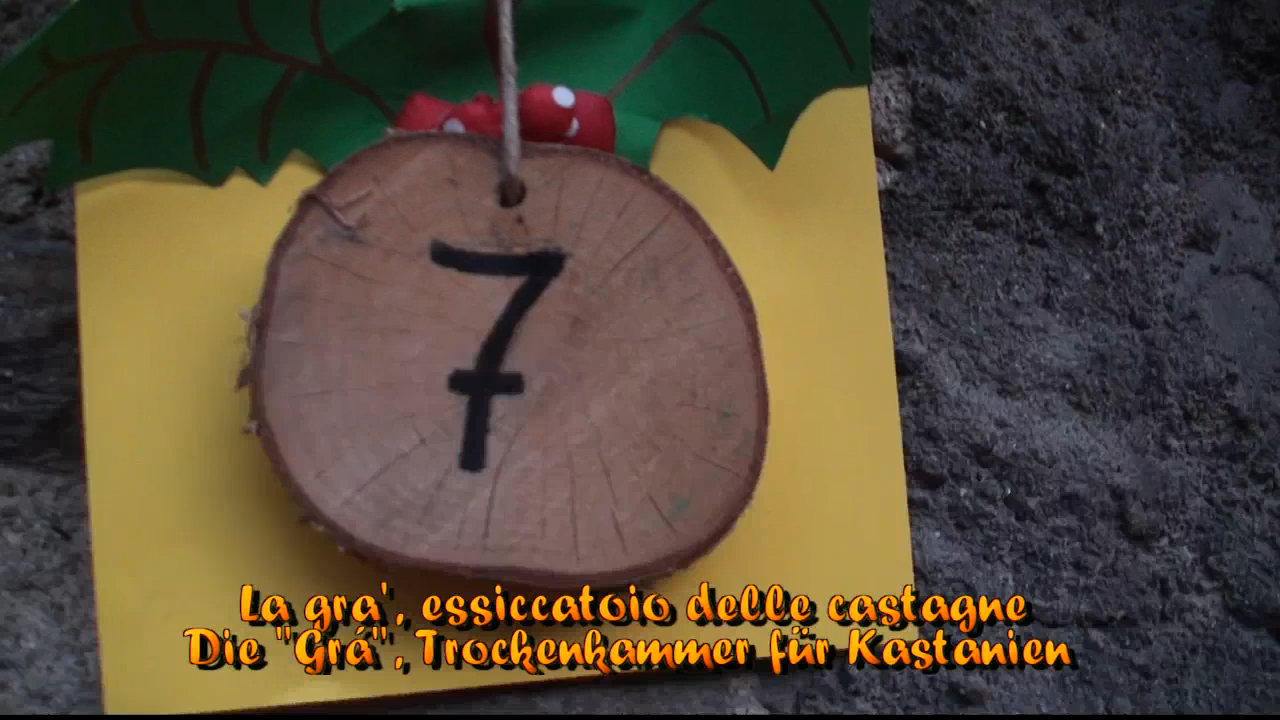 7
La gra', essiccatoio delle castagne
Die "Grá", Trockenkammer für Kastanien